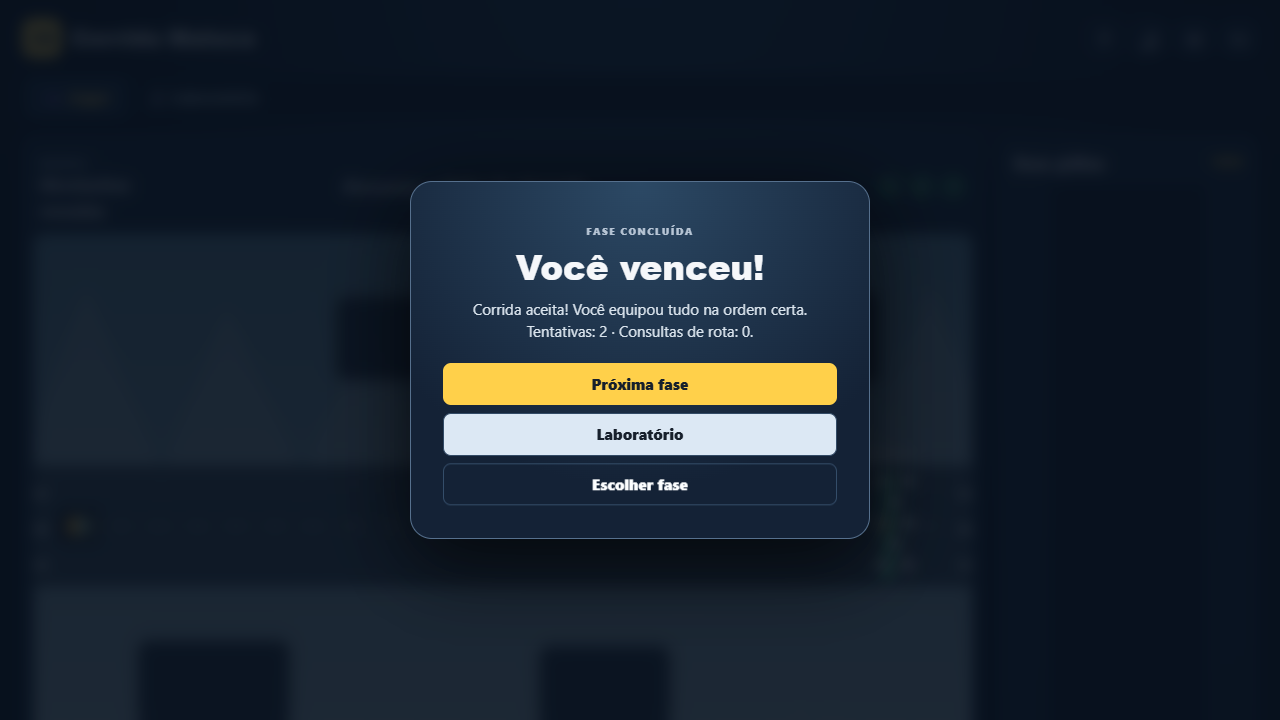 FASE CONCLUÍDA
Você venceu!
Corrida aceita! Você equipou tudo na ordem certa.
Tentativas: 2 · Consultas de rota: 0.
Próxima fase
Laboratório
Escolher fase